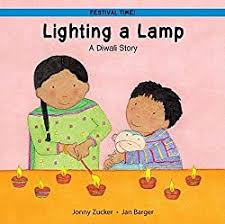 FESTIVAL TIME!
Lighting a Lamp
A Diwali Story
Jonny Zucker • Jan Barger